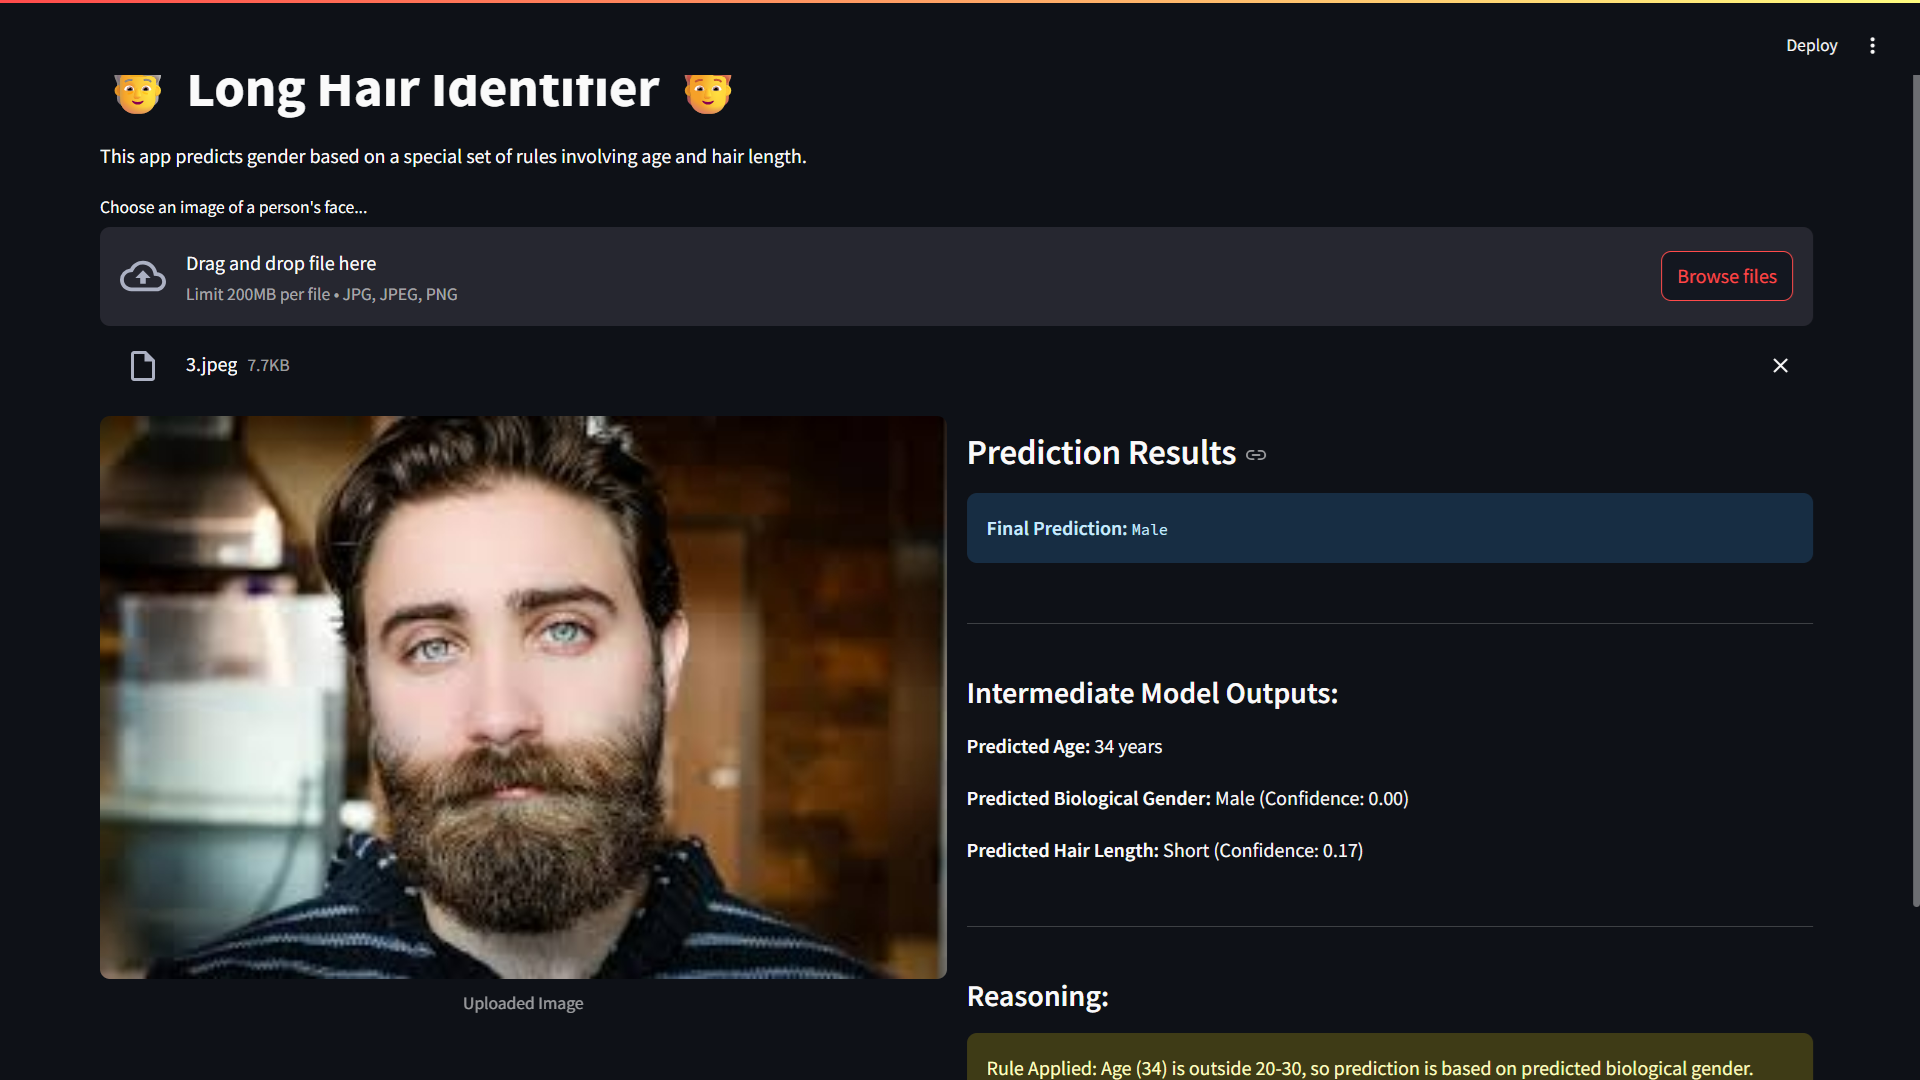 Deploy
Long Hair Identifier
This app predicts gender based on a special set of rules involving age and hair length.
Choose an image of a person's face...
Drag and drop file here
Limit 200MB per file • JPG, JPEG, PNG
Browse files
3.jpeg 7.7KB
Prediction Results
Final Prediction: Male
Intermediate Model Outputs:
Predicted Age: 34 years
Predicted Biological Gender: Male (Confidence: 0.00)
Predicted Hair Length: Short (Confidence: 0.17)
Uploaded Image
Reasoning:
Rule Applied: Age (34) is outside 20-30, so prediction is based on predicted biological gender.